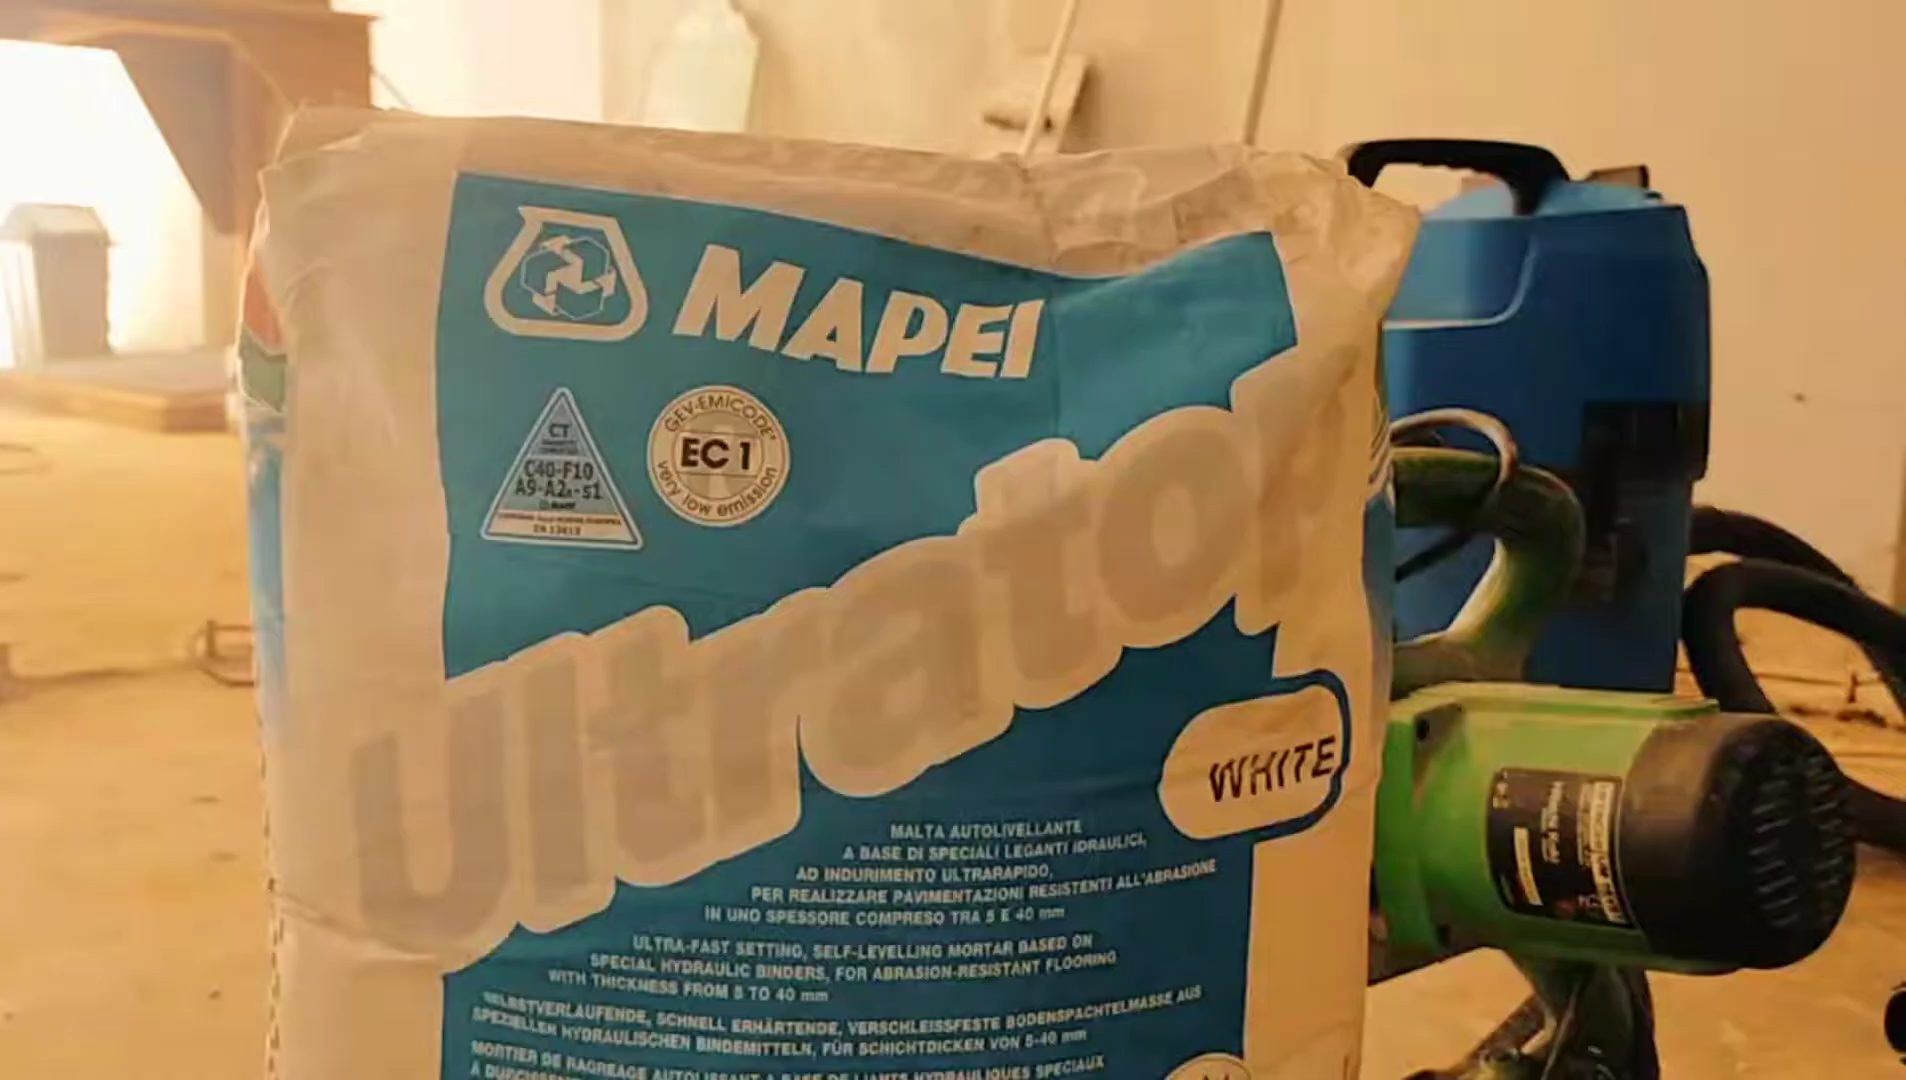 MAPEI
CT
C40-F10
A9-A2fl-s1
EN 13813
GEV-EMICODE®
EC 1
very low emission
Ultratop
WHITE
MALTA AUTOLIVELLANTE
A BASE DI SPECIALI LEGANTI IDRAULICI,
AD INDURIMENTO ULTRARAPIDO,
PER REALIZZARE PAVIMENTAZIONI RESISTENTI ALL'ABRASIONE
IN UNO SPESSORE COMPRESO TRA 5 E 40 mm
ULTRA-FAST SETTING, SELF-LEVELLING MORTAR BASED ON
SPECIAL HYDRAULIC BINDERS, FOR ABRASION-RESISTANT FLOORING
WITH THICKNESS FROM 5 TO 40 mm
SELBSTVERLAUFENDE, SCHNELL ERHÄRTENDE, VERSCHLEISSFESTE BODENSPACHTELMASSE AUS
SPEZIELLEN HYDRAULISCHEN BINDEMITTELN, FÜR SCHICHTDICKEN VON 5-40 mm
MORTIER DE RAGREAGE AUTOLISSANT A BASE DE LIANTS HYDRAULIQUES SPECIAUX